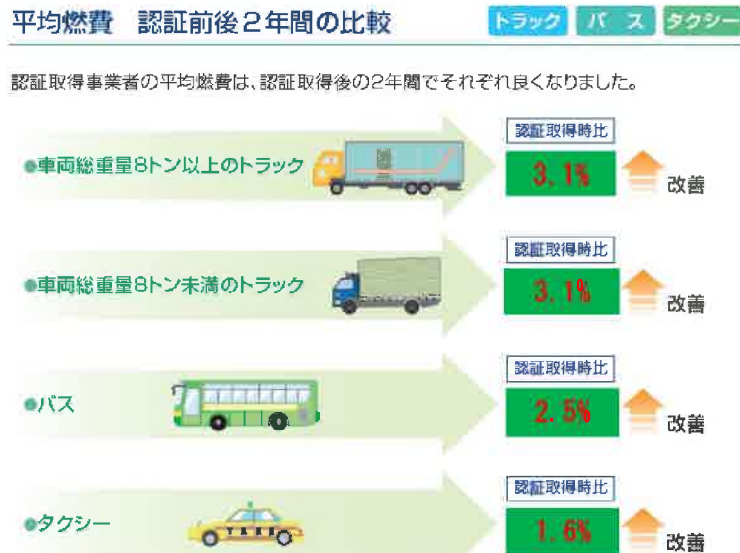 平均燃費 認証前後2年間の比較
トラック バス タクシー
認証取得事業者の平均燃費は、認証取得後の2年間でそれぞれ良くなりました。
認証取得時比
●車両総重量8トン以上のトラック
3.1%
改善
認証取得時比
●車両総重量8トン未満のトラック
3.1%
改善
認証取得時比
●バス
2.5%
改善
認証取得時比
●タクシー
1.6%
改善